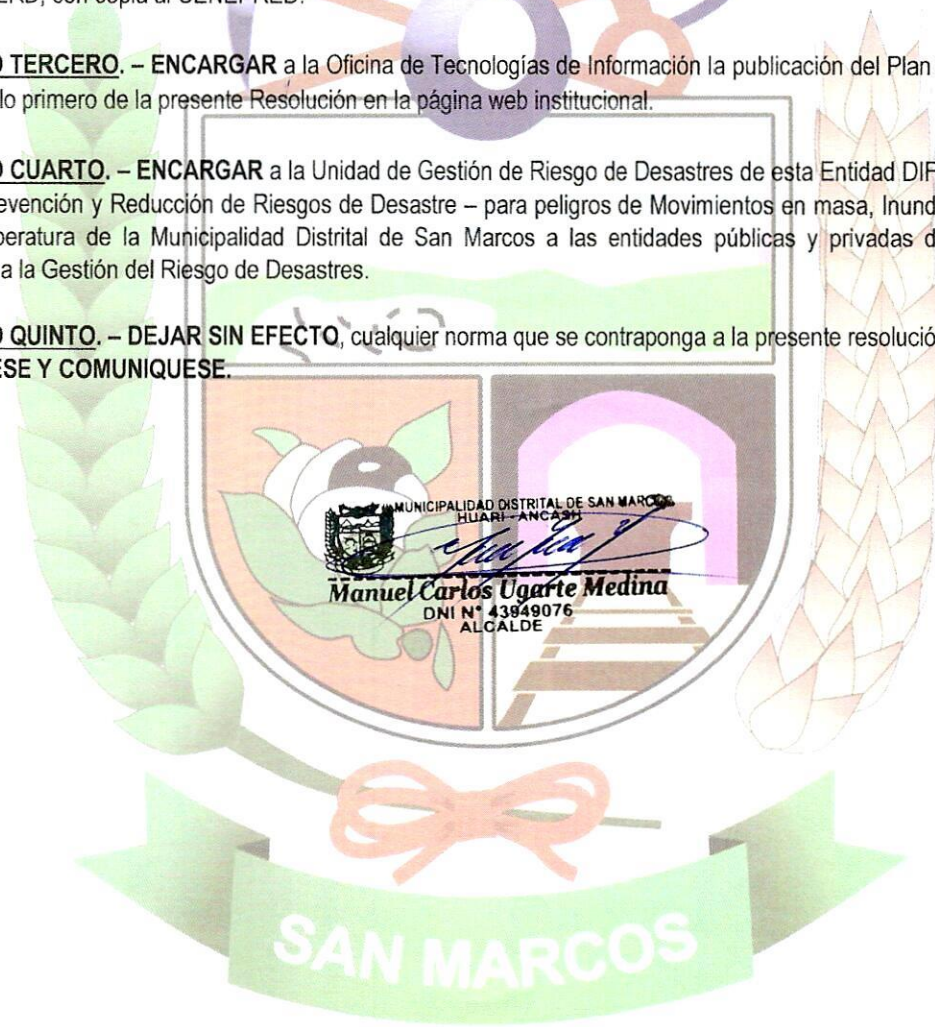 con copia al
O TERCERO. – ENCARGAR a la Oficina de Tecnologías de Información la publicación del Plan
lo primero de la presente Resolución en la página web institucional.
O CUARTO. – ENCARGAR a la Unidad de Gestión de Riesgo de Desastres de esta Entidad DIF
evención y Reducción de Riesgos de Desastre – para peligros de Movimientos en masa, Inund
peratura de la Municipalidad Distrital de San Marcos a las entidades públicas y privadas d
a la Gestión del Riesgo de Desastres.
O QUINTO. – DEJAR SIN EFECTO, cualquier norma que se contraponga a la presente resolució
ESE Y COMUNIQUESE.
MUNICIPALIDAD DISTRITAL DE SAN MARCOS
HUARI - ANCASH
Manuel Carlos Ugarte Medina
DNI N° 43949076
ALCALDE
SAN MARCOS